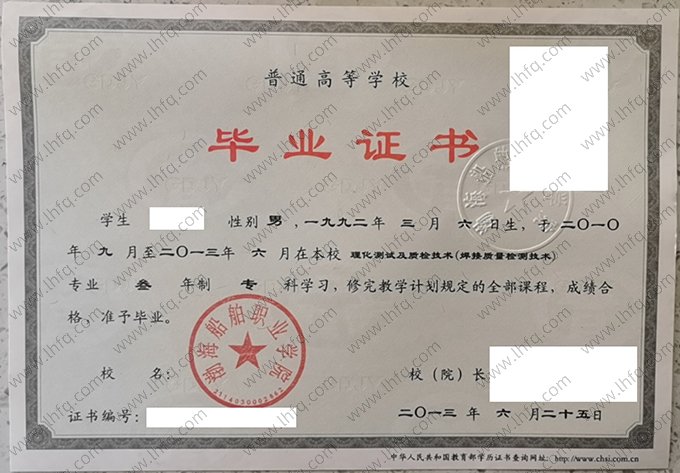 普通高等学校
毕业证书
学生 性别 男 ，一九九二年 三 月 六 日生，于 二〇一〇
年 九 月至二〇一三年 六 月在本校 理化测试及质检技术(焊接质量检测技术)
专业 叁 年制 专 科学习，修完教学计划规定的全部课程，成绩合
格，准予毕业。
校 名： 校（院）长：
渤海船舶职业学院
2114030002862
证书编号： 二〇一三 年 六 月二十五日
中华人民共和国教育部学历证书查询网址：http://www.chsi.com.cn
www.lhfq.com